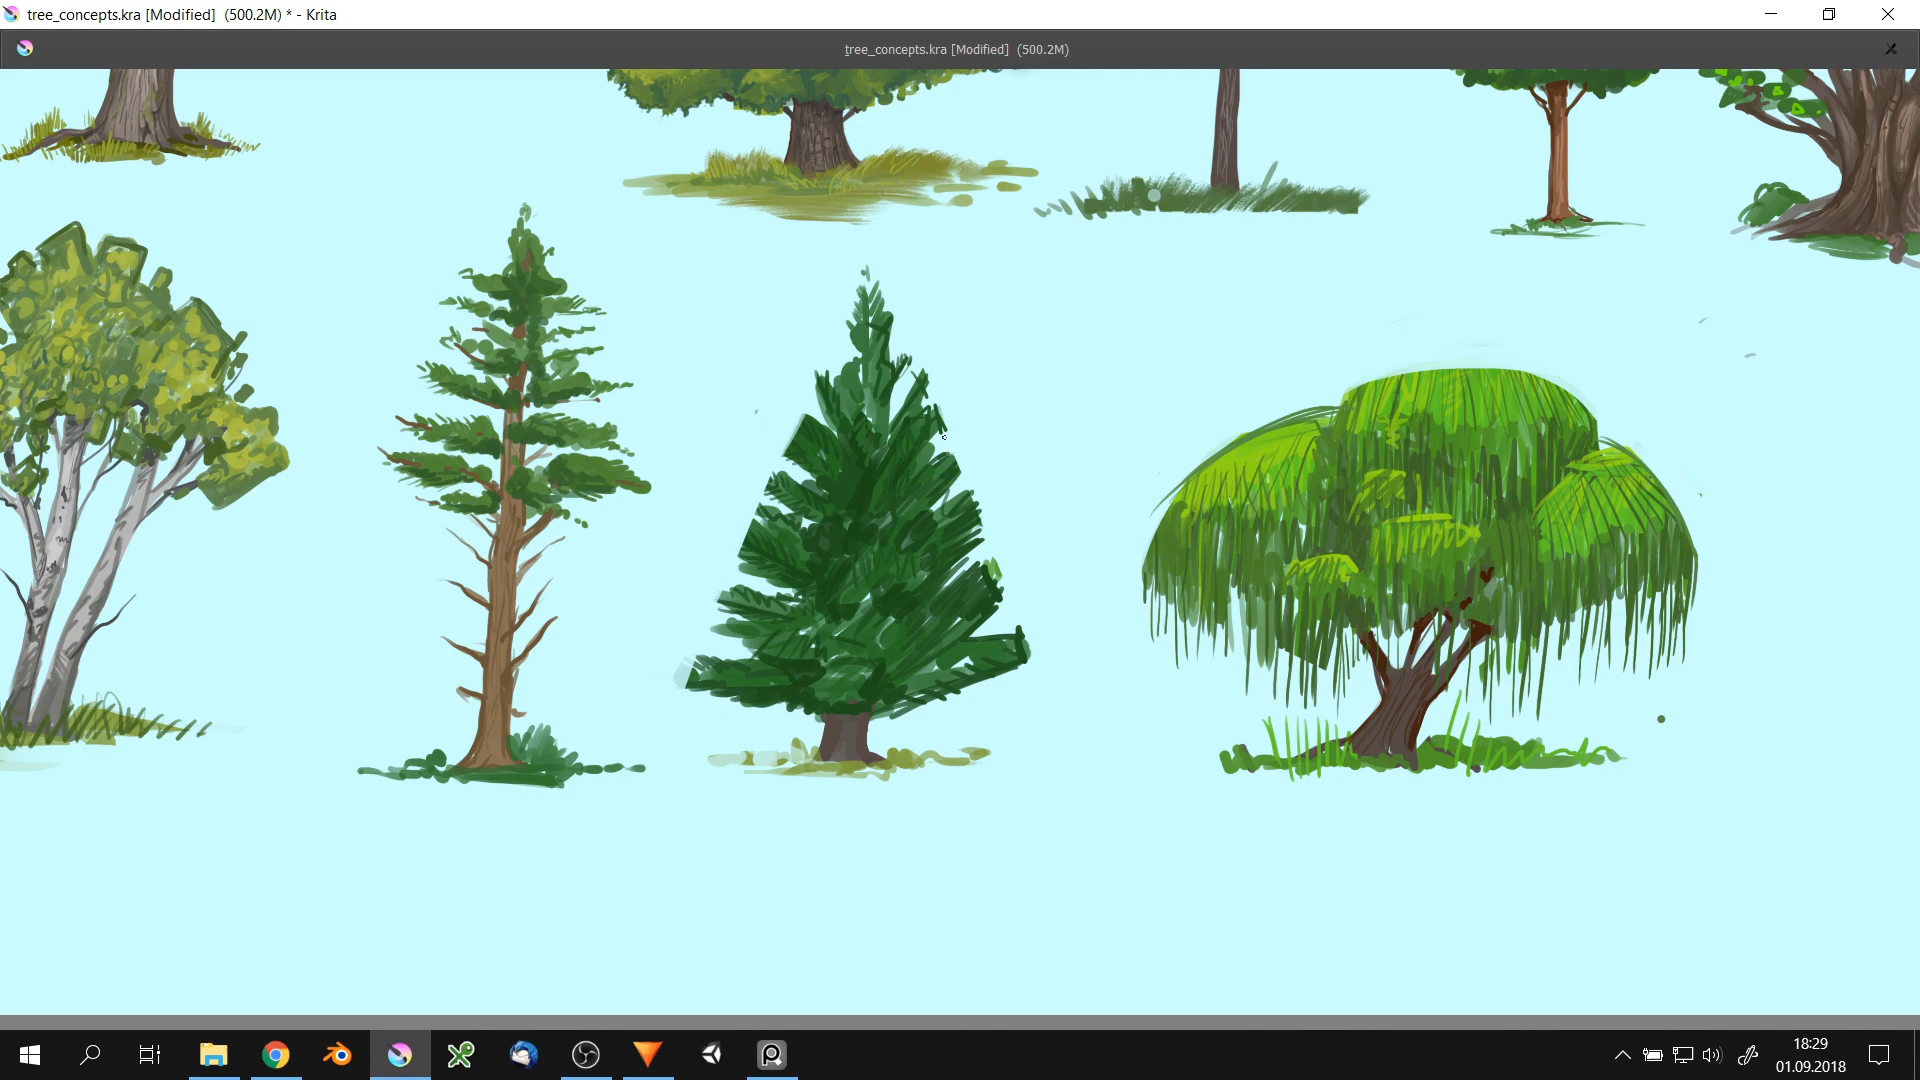 tree_concepts.kra [Modified]  (500.2M) * - Krita
tree_concepts.kra [Modified]  (500.2M)
18:29
01.09.2018